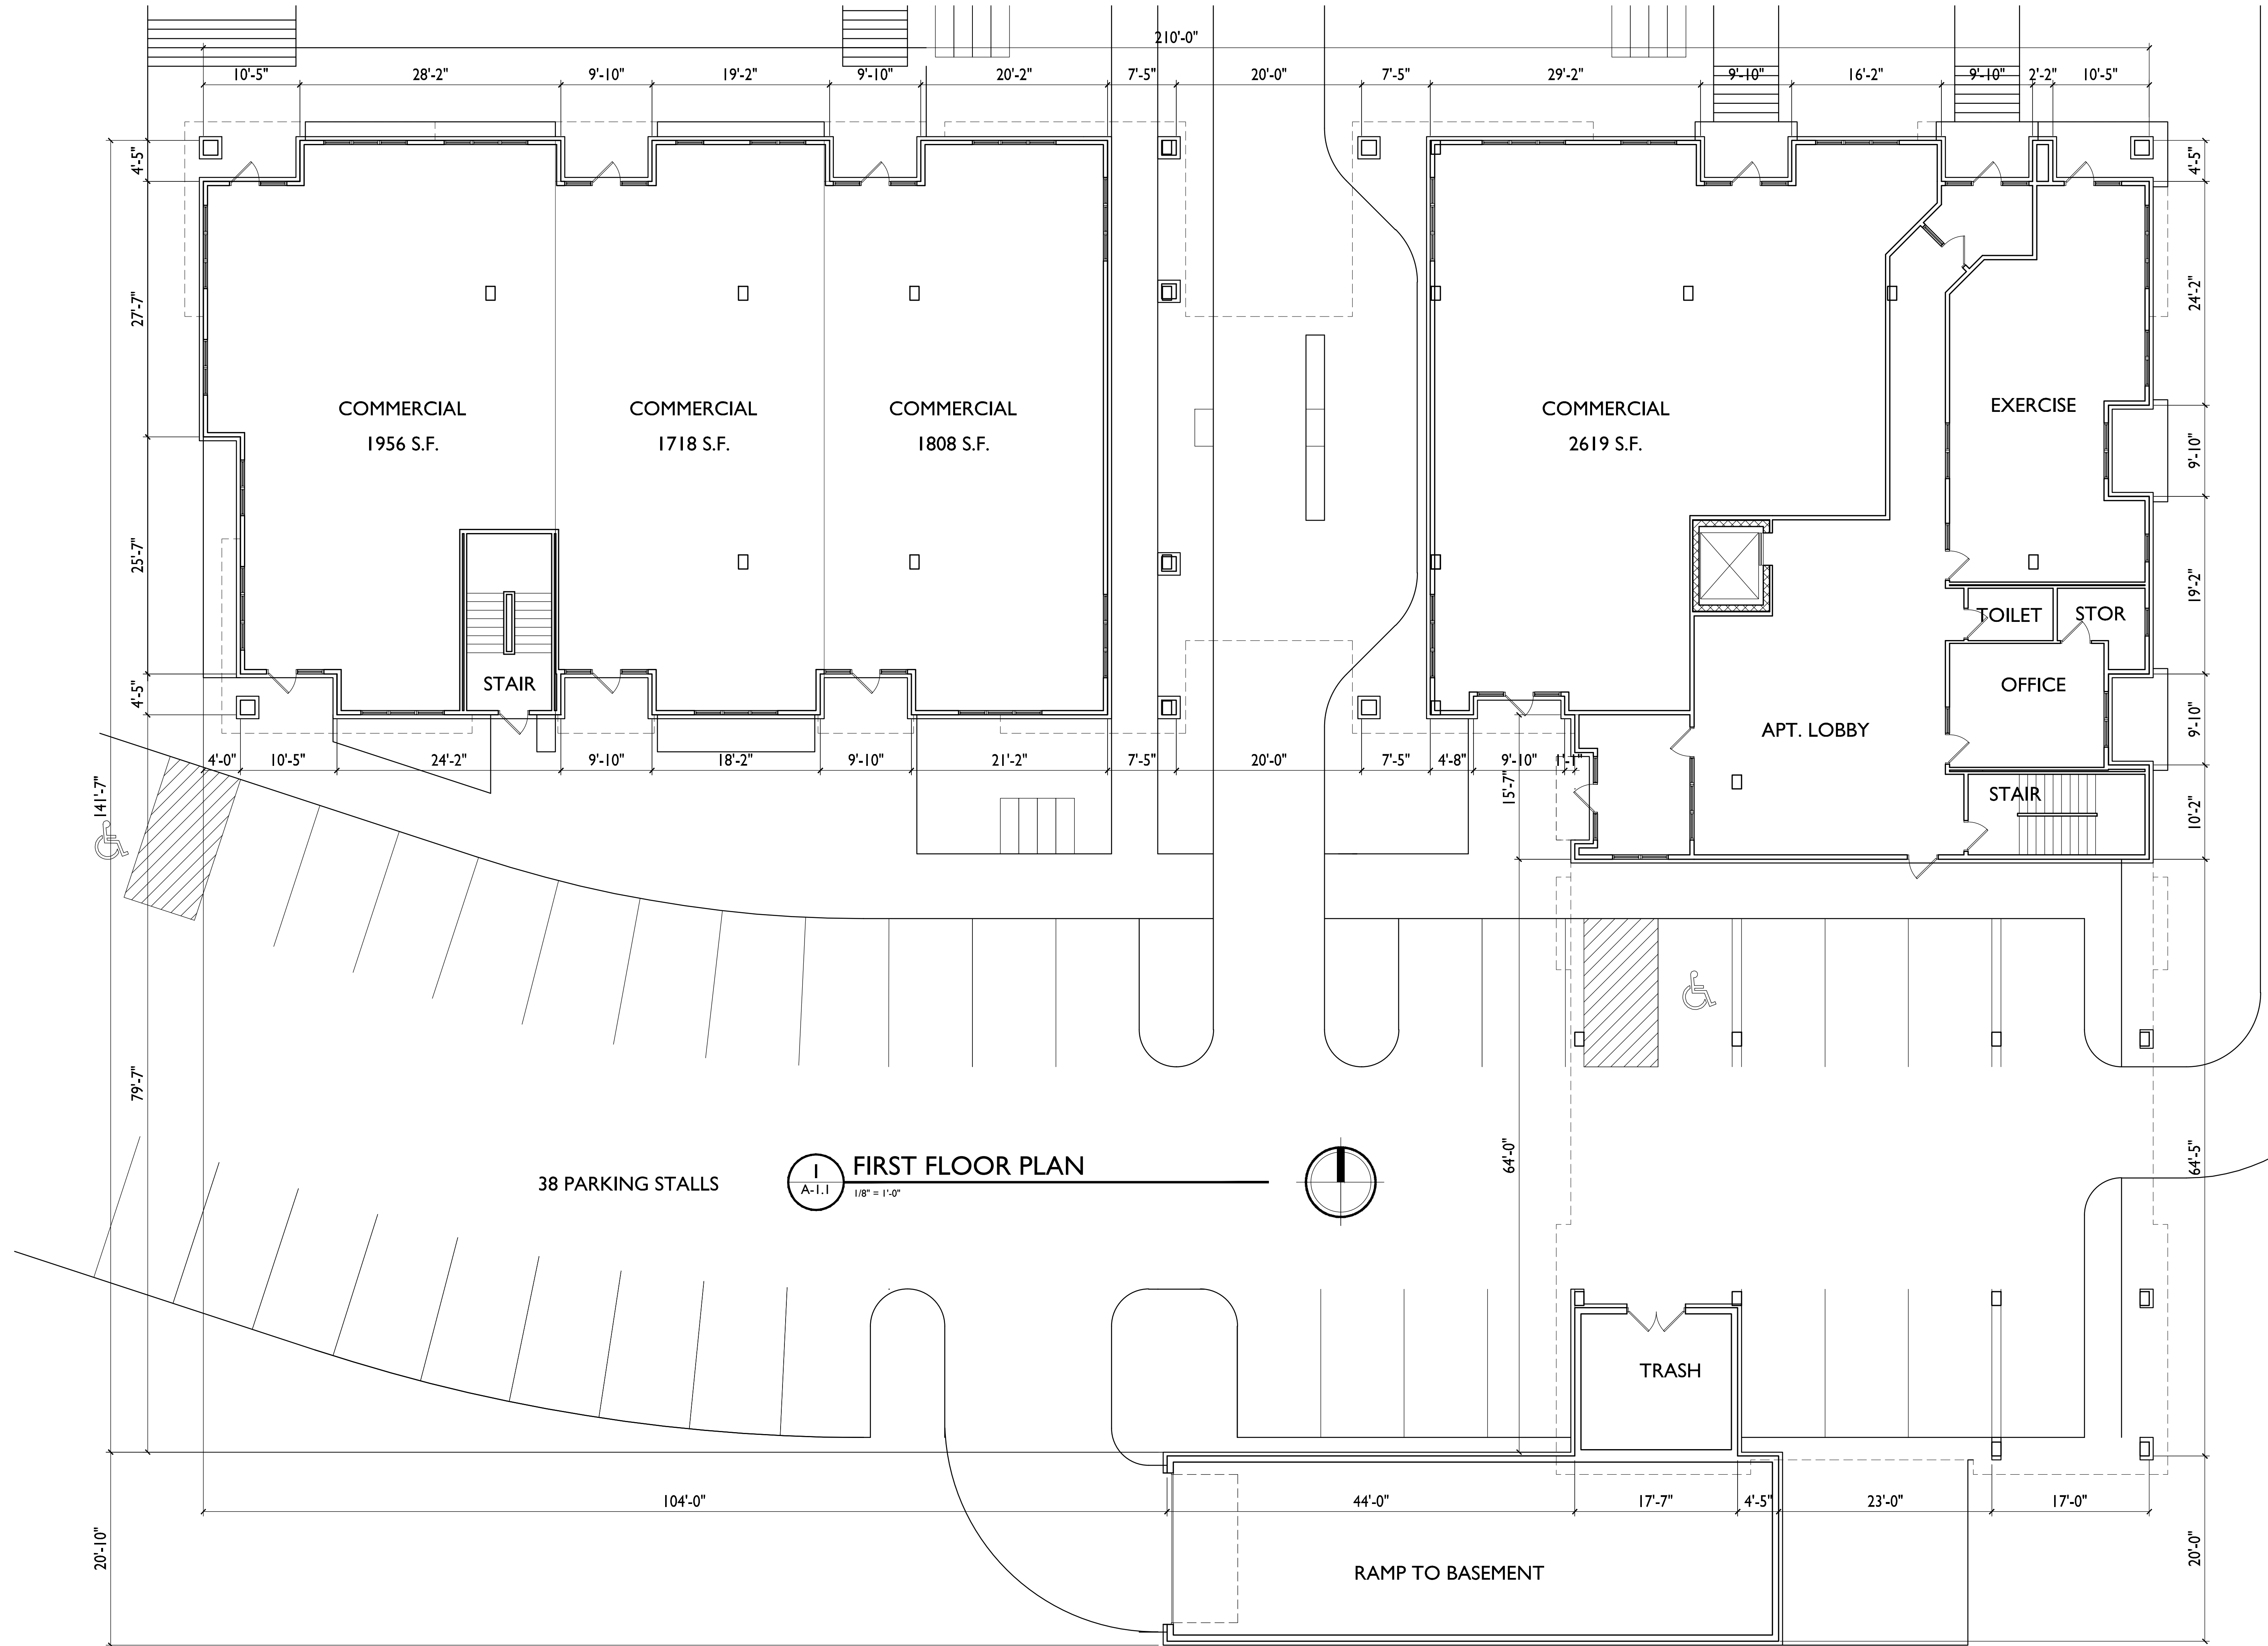 210'-0"
10'-5" 28'-2" 9'-10" 19'-2" 9'-10" 20'-2" 7'-5" 20'-0" 7'-5" 29'-2" 9'-10" 16'-2" 9'-10" 2'-2" 10'-5"
4'-5"
4'-5"
27'-7"
24'-2"
COMMERCIAL
1956 S.F.
COMMERCIAL
1718 S.F.
COMMERCIAL
1808 S.F.
COMMERCIAL
2619 S.F.
EXERCISE
9'-10"
25'-7"
19'-2"
TOILET
STOR
STAIR
OFFICE
4'-5"
9'-10"
APT. LOBBY
4'-0" 10'-5" 24'-2" 9'-10" 18'-2" 9'-10" 21'-2" 7'-5" 20'-0" 7'-5" 4'-8" 9'-10" 1'-1"
141'-7"
15'-7"
STAIR
10'-2"
79'-7"
64'-0"
64'-5"
38 PARKING STALLS
1
A-1.1
FIRST FLOOR PLAN
1/8" = 1'-0"
TRASH
104'-0" 44'-0" 17'-7" 4'-5" 23'-0" 17'-0"
20'-10"
20'-0"
RAMP TO BASEMENT